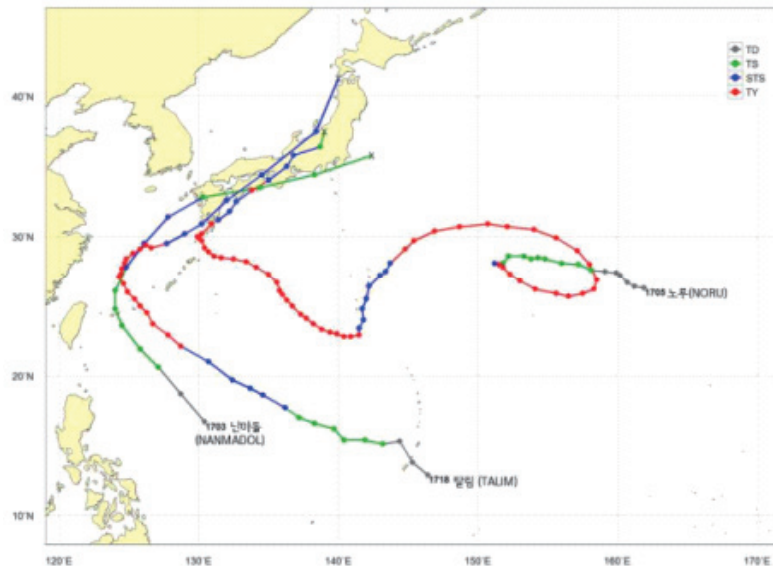 TD
TS
STS
TY
40°N
30°N
20°N
10°N
1705 노루(NORU)
1703 난마돌
(NANMADOL)
1718 탈림 (TALIM)
120°E
130°E
140°E
150°E
160°E
170°E